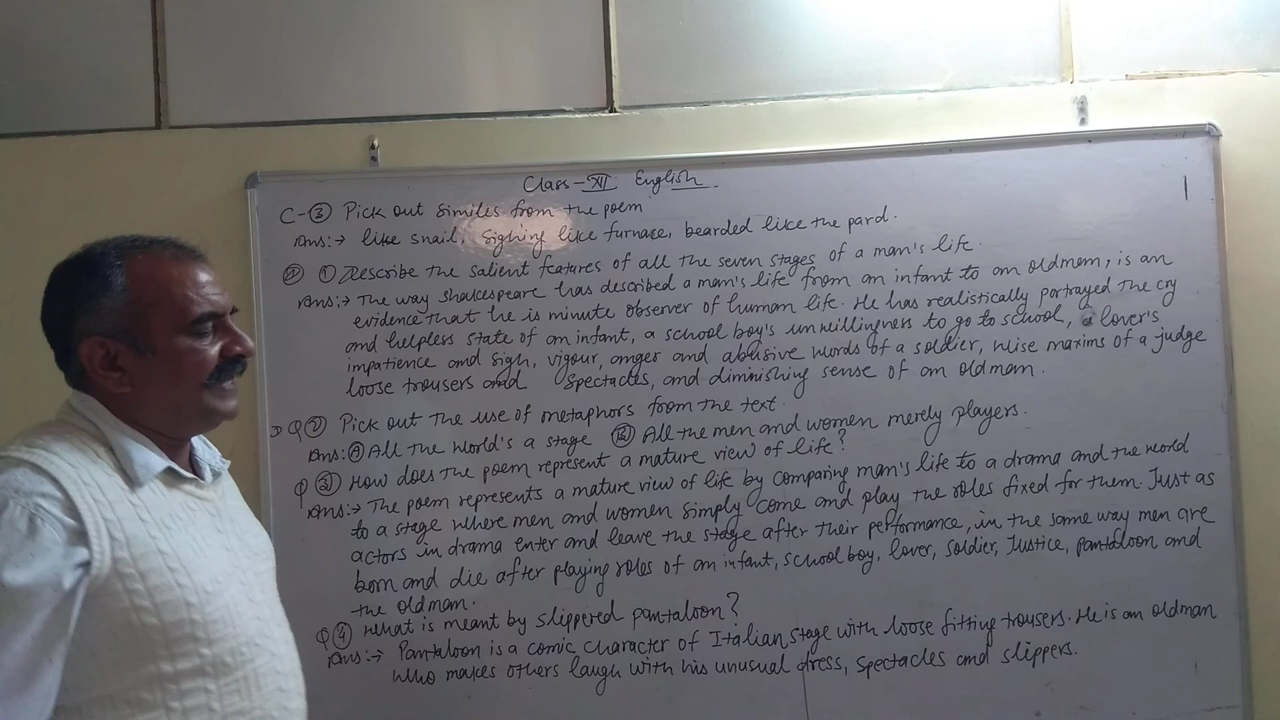 Class-XII English
C-③ Pick out similes from the poem
Ans:→ like snail, sighing like furnace, bearded like the pard.
① Describe the salient features of all the seven stages of a man's life.
Ans:→ The way shakespeare has described a man's life from an infant to an oldman, is an
evidence that he is minute observer of human life. He has realistically portrayed the cry
and helpless state of an infant, a school boy's unwillingness to go to school, a lover's
impatience and sigh, vigour, anger and abusive words of a soldier, wise maxims of a judge
loose trousers and spectacles, and diminishing sense of an oldman.
Q② Pick out the use of metaphors from the text.
Ans: Ⓐ All the world's a stage Ⓑ All the men and women merely players.
Q③ How does the poem represent a mature view of life?
Ans:→ The poem represents a mature view of life by comparing man's life to a drama and the world
to a stage where men and women simply come and play the roles fixed for them. Just as
actors in drama enter and leave the stage after their performance, in the same way men are
born and die after playing roles of an infant, school boy, lover, soldier, Justice, pantaloon and
the oldman.
Q④ What is meant by slippered pantaloon?
Ans:→ Pantaloon is a comic character of Italian stage with loose fitting trousers. He is an oldman
who makes others laugh with his unusual dress, spectacles and slippers.